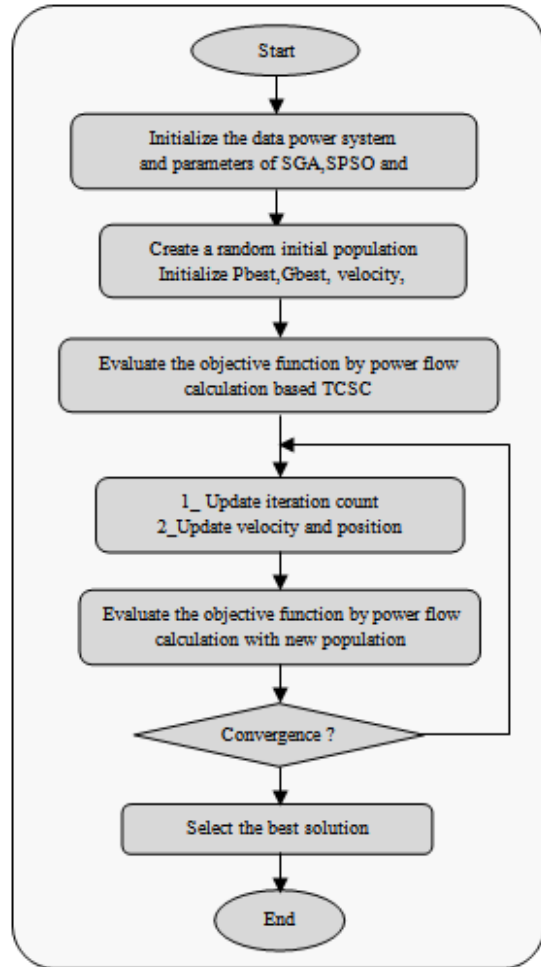 Start
Initialize the data power system
and parameters of SGA,SPSO and
Create a random initial population
Initialize Pbest,Gbest, velocity,
Evaluate the objective function by power flow
calculation based TCSC
1_ Update iteration count
2_Update velocity and position
Evaluate the objective function by power flow
calculation with new population
Convergence ?
Select the best solution
End